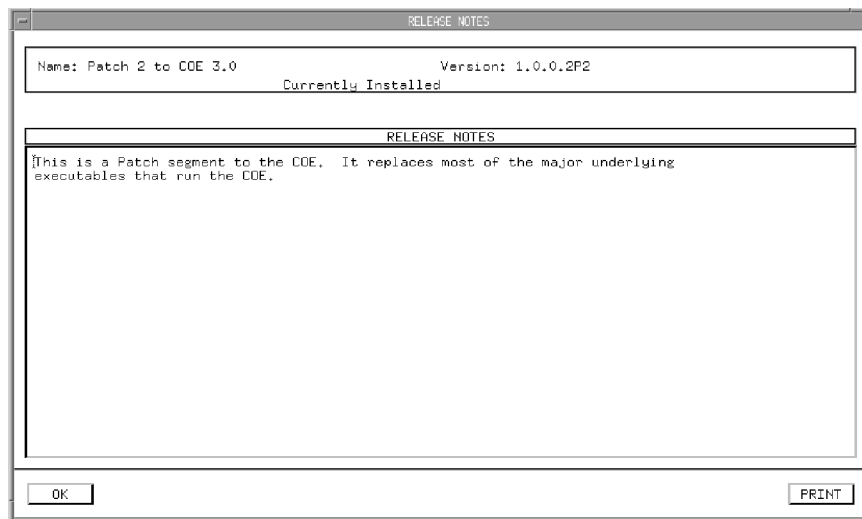 RELEASE NOTES
Name: Patch 2 to COE 3.0 Version: 1.0.0.2P2
Currently Installed
RELEASE NOTES
This is a Patch segment to the COE. It replaces most of the major underlying
executables that run the COE.
OK PRINT